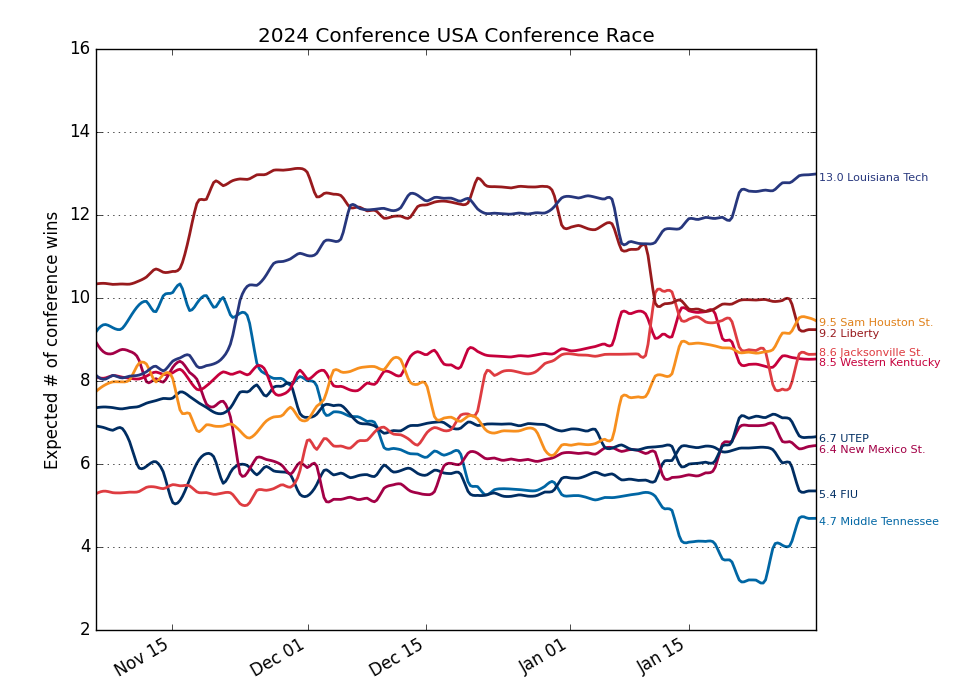 2024 Conference USA Conference Race
Expected # of conference wins
16
14
12
10
8
6
4
2
Nov 15
Dec 01
Dec 15
Jan 01
Jan 15
13.0 Louisiana Tech
9.5 Sam Houston St.
9.2 Liberty
8.6 Jacksonville St.
8.5 Western Kentucky
6.7 UTEP
6.4 New Mexico St.
5.4 FIU
4.7 Middle Tennessee